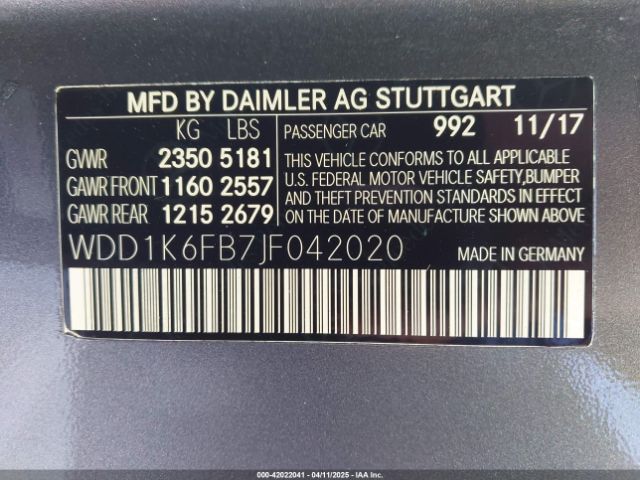 MFD BY DAIMLER AG STUTTGART
KG LBS
GWR 2350 5181
GAWR FRONT 1160 2557
GAWR REAR 1215 2679
PASSENGER CAR 992 11/17
THIS VEHICLE CONFORMS TO ALL APPLICABLE
U.S. FEDERAL MOTOR VEHICLE SAFETY,BUMPER
AND THEFT PREVENTION STANDARDS IN EFFECT
ON THE DATE OF MANUFACTURE SHOWN ABOVE
WDD1K6FB7JF042020 MADE IN GERMANY
000-42022041 - 04/11/2025 - IAA